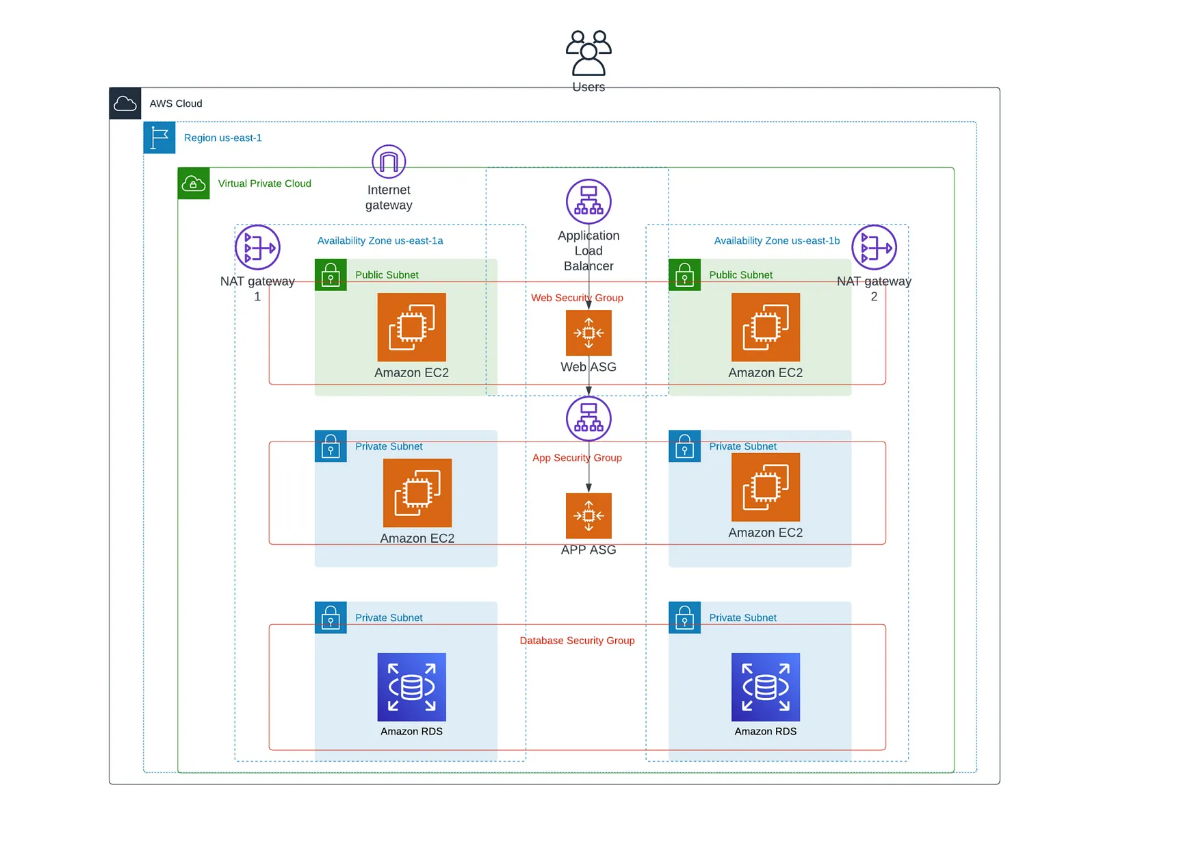 Users
AWS Cloud
Region us-east-1
Virtual Private Cloud
Internet
gateway
Application
Load
Balancer
Availability Zone us-east-1a
Availability Zone us-east-1b
NAT gateway
1
NAT gateway
2
Public Subnet
Public Subnet
Web Security Group
Amazon EC2
Web ASG
Amazon EC2
Private Subnet
Private Subnet
App Security Group
Amazon EC2
APP ASG
Amazon EC2
Private Subnet
Private Subnet
Database Security Group
Amazon RDS
Amazon RDS